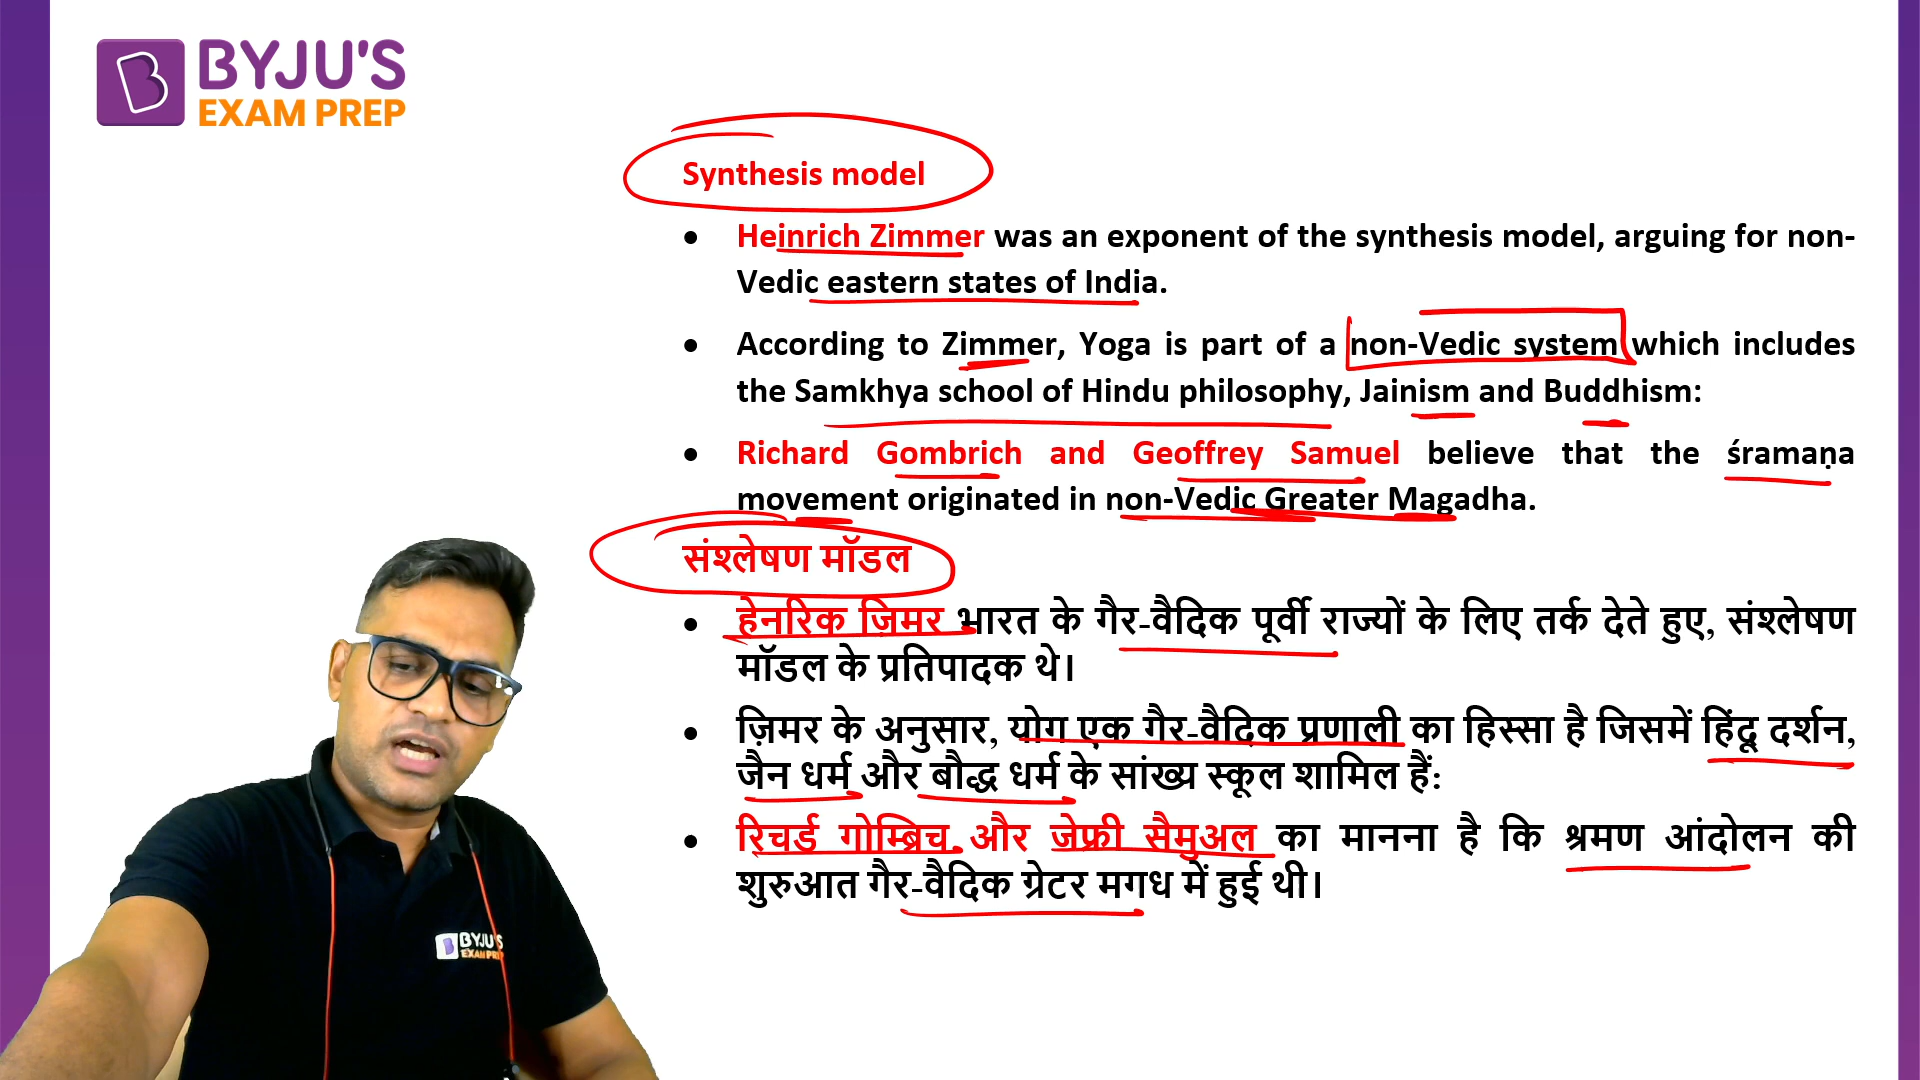 BYJU'S
EXAM PREP
Synthesis model
• Heinrich Zimmer was an exponent of the synthesis model, arguing for non-
Vedic eastern states of India.
• According to Zimmer, Yoga is part of a non-Vedic system which includes
the Samkhya school of Hindu philosophy, Jainism and Buddhism:
• Richard Gombrich and Geoffrey Samuel believe that the śramaṇa
movement originated in non-Vedic Greater Magadha.
संश्लेषण मॉडल
• हेनरिक ज़िमर भारत के गैर-वैदिक पूर्वी राज्यों के लिए तर्क देते हुए, संश्लेषण
मॉडल के प्रतिपादक थे।
• ज़िमर के अनुसार, योग एक गैर-वैदिक प्रणाली का हिस्सा है जिसमें हिंदू दर्शन,
जैन धर्म और बौद्ध धर्म के सांख्य स्कूल शामिल हैं:
• रिचर्ड गोम्ब्रिच और जेफ्री सैमुअल का मानना है कि श्रमण आंदोलन की
शुरुआत गैर-वैदिक ग्रेटर मगध में हुई थी।
BYJU'S
EXAM PREP